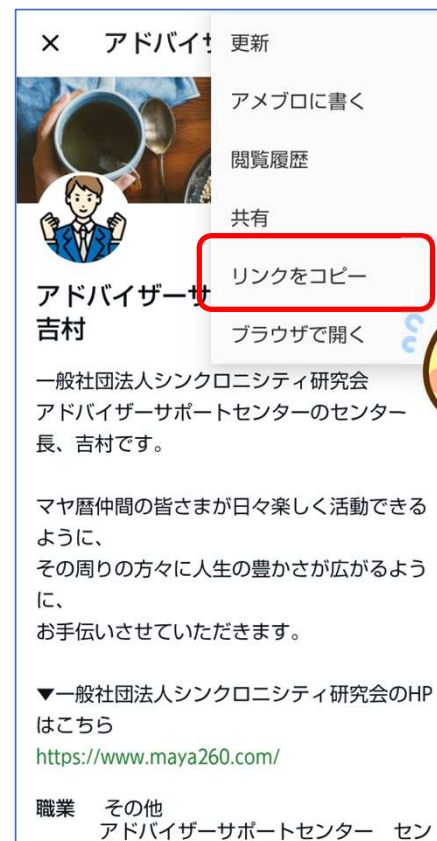 × アドバイサ
更新
アメブロに書く
閲覧履歴
共有
リンクをコピー
ブラウザで開く
アドバイザーサ
吉村
一般社団法人シンクロニシティ研究会
アドバイザーサポートセンターのセンター
長、吉村です。
マヤ暦仲間の皆さまが日々楽しく活動できる
ように、
その周りの方々に人生の豊かさが広がるよう
に、
お手伝いさせていただきます。
▼一般社団法人シンクロニシティ研究会のHP
はこちら
https://www.maya260.com/
職業 その他
アドバイザーサポートセンター セン